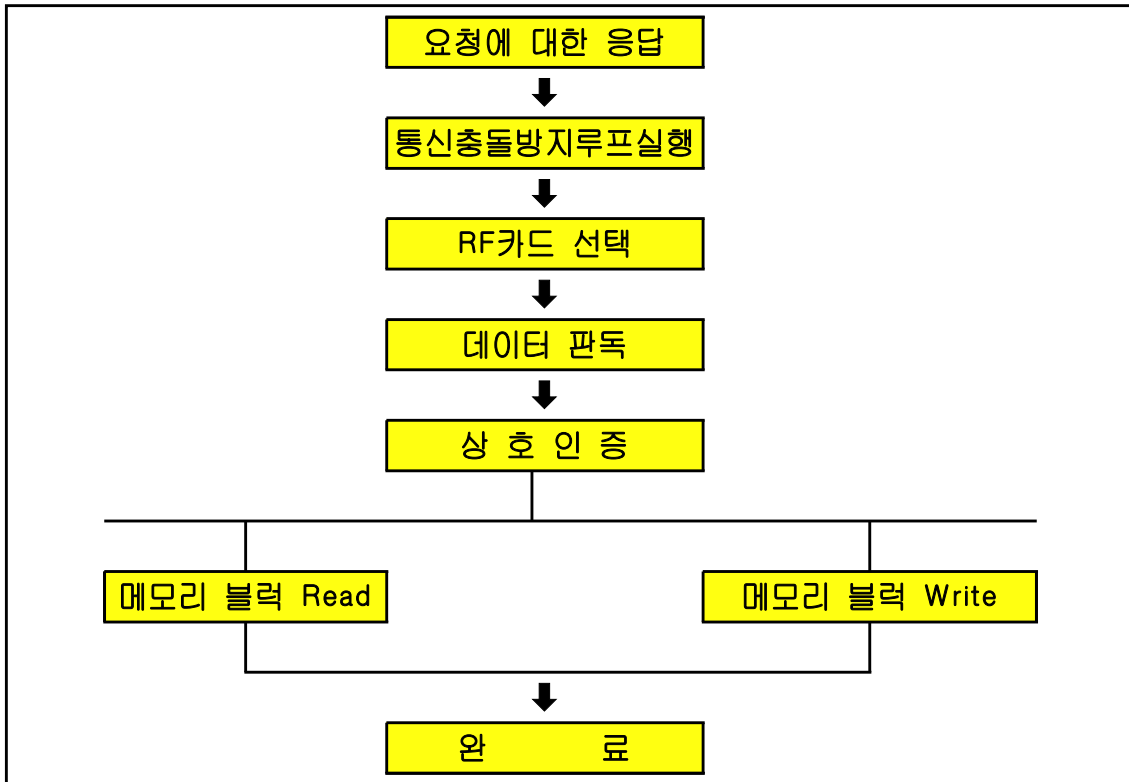 요청에 대한 응답
통신충돌방지루프실행
RF카드 선택
데이터 판독
상 호 인 증
메모리 블럭 Read
메모리 블럭 Write
완 료